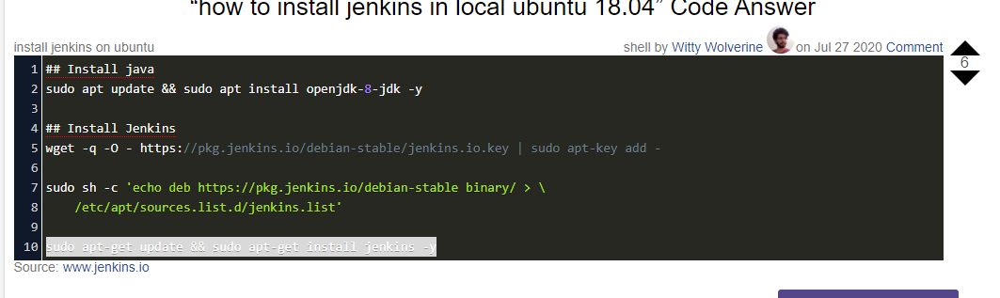 “how to install jenkins in local ubuntu 18.04” Code Answer
install jenkins on ubuntu
shell by Witty Wolverine on Jul 27 2020 Comment
6
1 ## Install java
2 sudo apt update && sudo apt install openjdk-8-jdk -y
3
4 ## Install Jenkins
5 wget -q -O - https://pkg.jenkins.io/debian-stable/jenkins.io.key | sudo apt-key add -
6
7 sudo sh -c 'echo deb https://pkg.jenkins.io/debian-stable binary/ > \
8 /etc/apt/sources.list.d/jenkins.list'
9
10 sudo apt-get update && sudo apt-get install jenkins -y
Source: www.jenkins.io